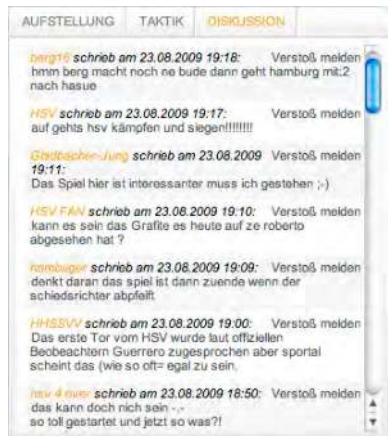 AUFSTELLUNG TAKTIK DISKUSSION
berg16 schrieb am 23.08.2009 19:18: Verstoß melden
hmm berg macht noch ne bude dann geht hamburg mit:2
nach hasue
HSV schrieb am 23.08.2009 19:17: Verstoß melden
auf gehts hsv kämpfen und siegen!!!!!!!!
Gladbacher-Jung schrieb am 23.08.2009 Verstoß melden
19:11:
Das Spiel hier ist interessanter muss ich gestehen ;-)
HSV FAN schrieb am 23.08.2009 19:10: Verstoß melden
kann es sein das Grafite es heute auf ze roberto
abgesehen hat ?
hamburger schrieb am 23.08.2009 19:09: Verstoß melden
denkt daran das spiel ist dann zuende wenn der
schiedsrichter abpfeift
HHSSVV schrieb am 23.08.2009 19:00: Verstoß melden
Das erste Tor vom HSV wurde laut offiziellen
Beobeachtern Guerrero zugesprochen aber sportal
scheint das (wie so oft= egal zu sein.
hsv 4 ever schrieb am 23.08.2009 18:50: Verstoß melden
das kann doch nich sein -.-
so toll gestartet und jetzt so was?!